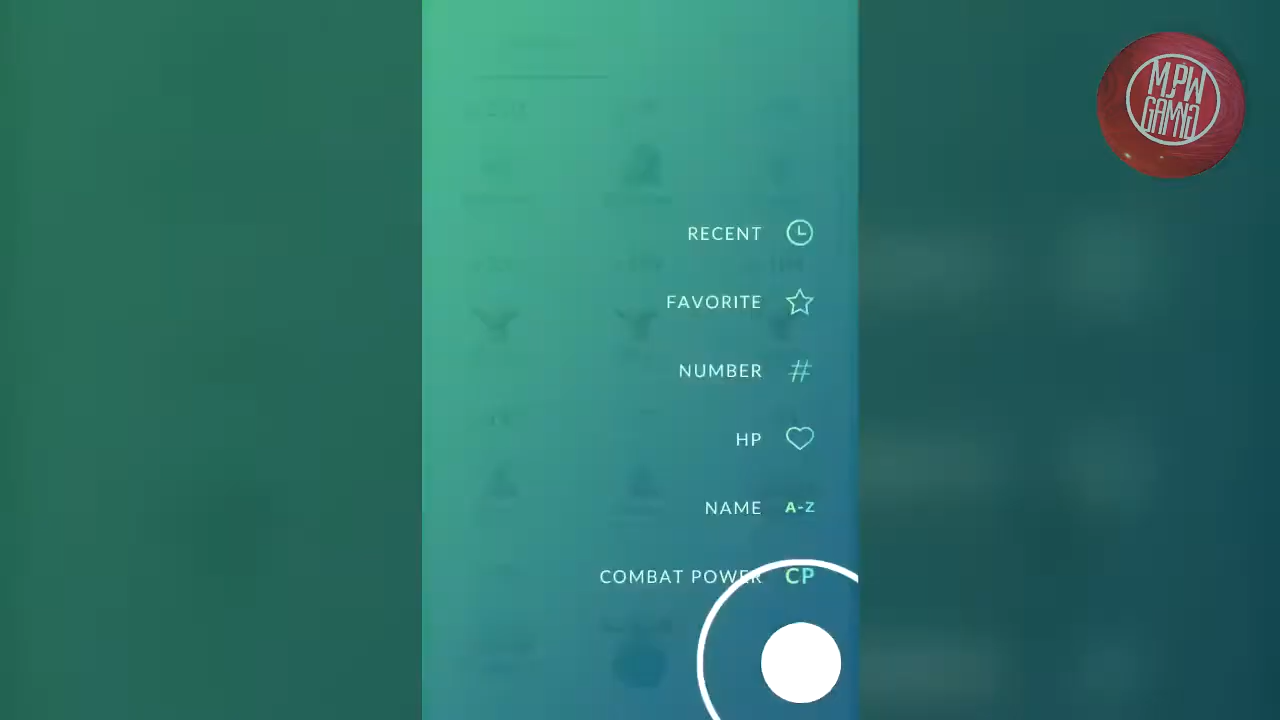 MJPW
GAMING
RECENT
FAVORITE
NUMBER
HP
NAME A-Z
COMBAT POWER CP